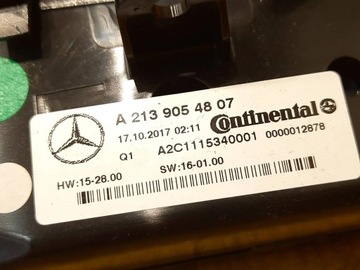 A 213 905 48 07
17.10.2017 02:11 Continental
Q1 A2C1115340001 0000012878
HW:15-28.00 SW:16-01.00